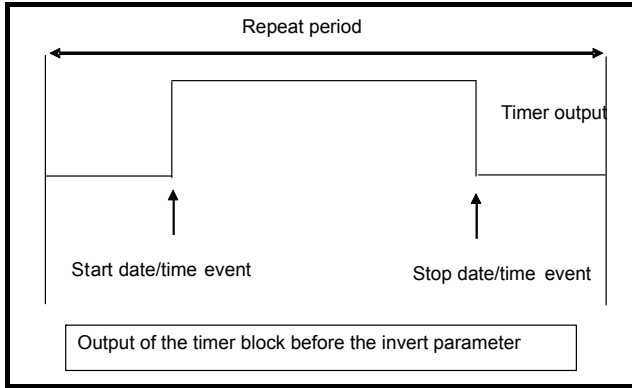 Repeat period
Timer output
Start date/time event
Stop date/time event
Output of the timer block before the invert parameter